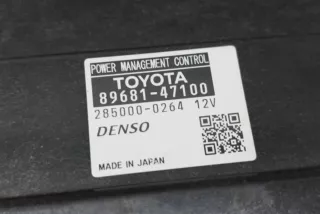 POWER MANAGEMENT CONTROL
TOYOTA
89681-47100
285000-0264 12V
DENSO
MADE IN JAPAN